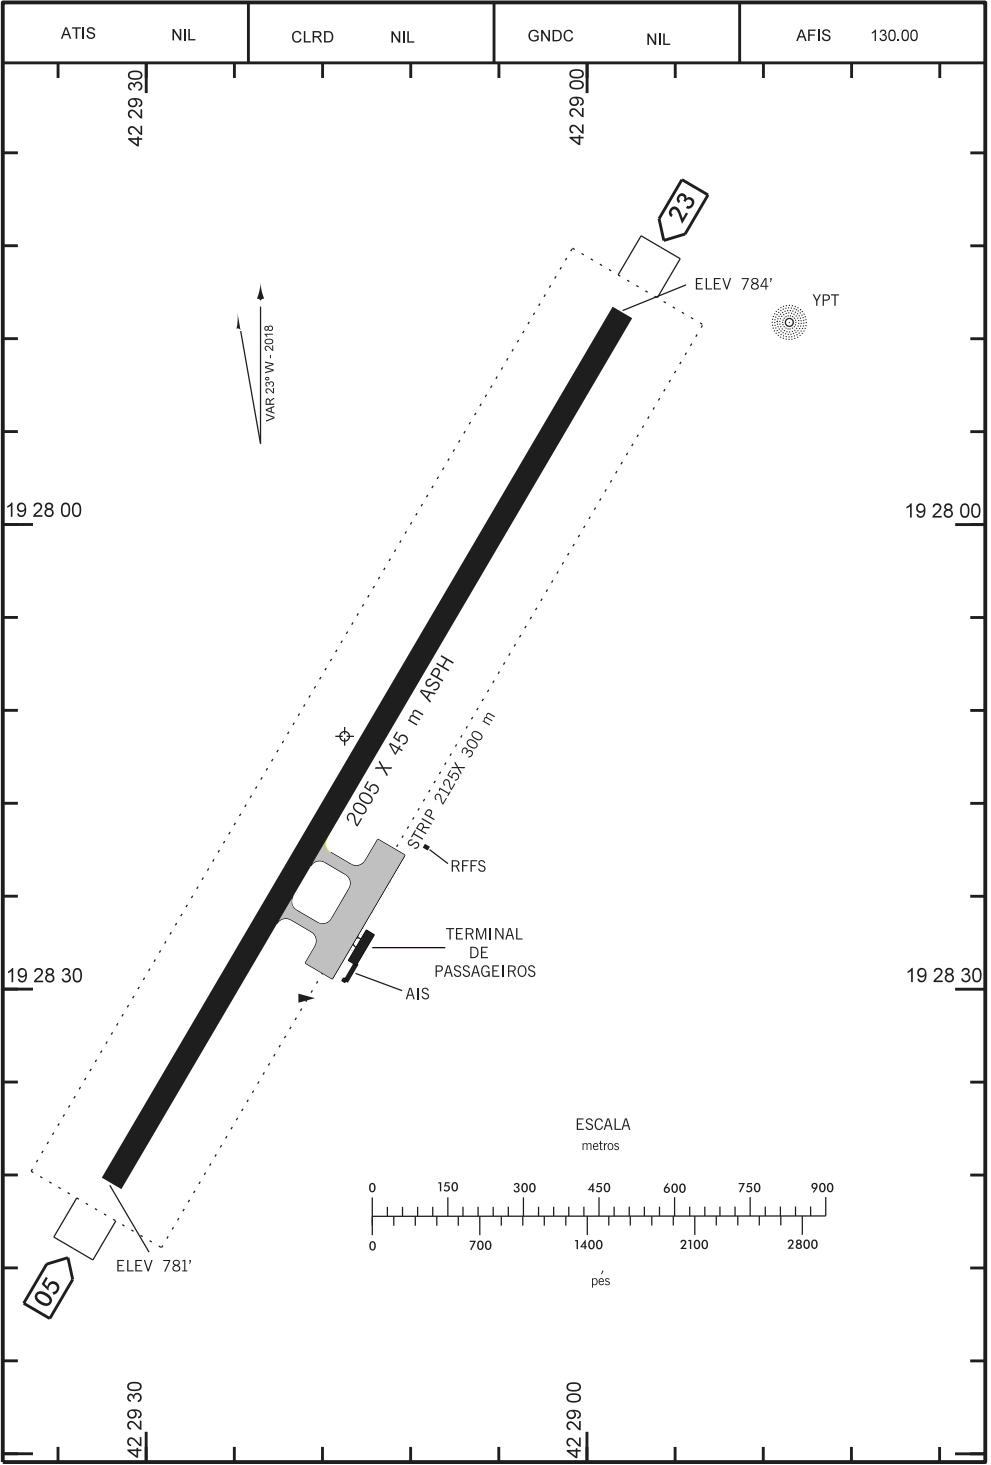 ATIS NIL CLRD NIL GNDC NIL AFIS 130.00
42 29 30
42 29 00
23
ELEV 784'
YPT
VAR 23º W - 2018
19 28 00
19 28 00
2005 X 45 m ASPH
STRIP 2125X 300 m
RFFS
TERMINAL
DE
PASSAGEIROS
AIS
19 28 30
19 28 30
ESCALA
metros
0 150 300 450 600 750 900
0 700 1400 2100 2800
pés
ELEV 781'
05
42 29 30
42 29 00